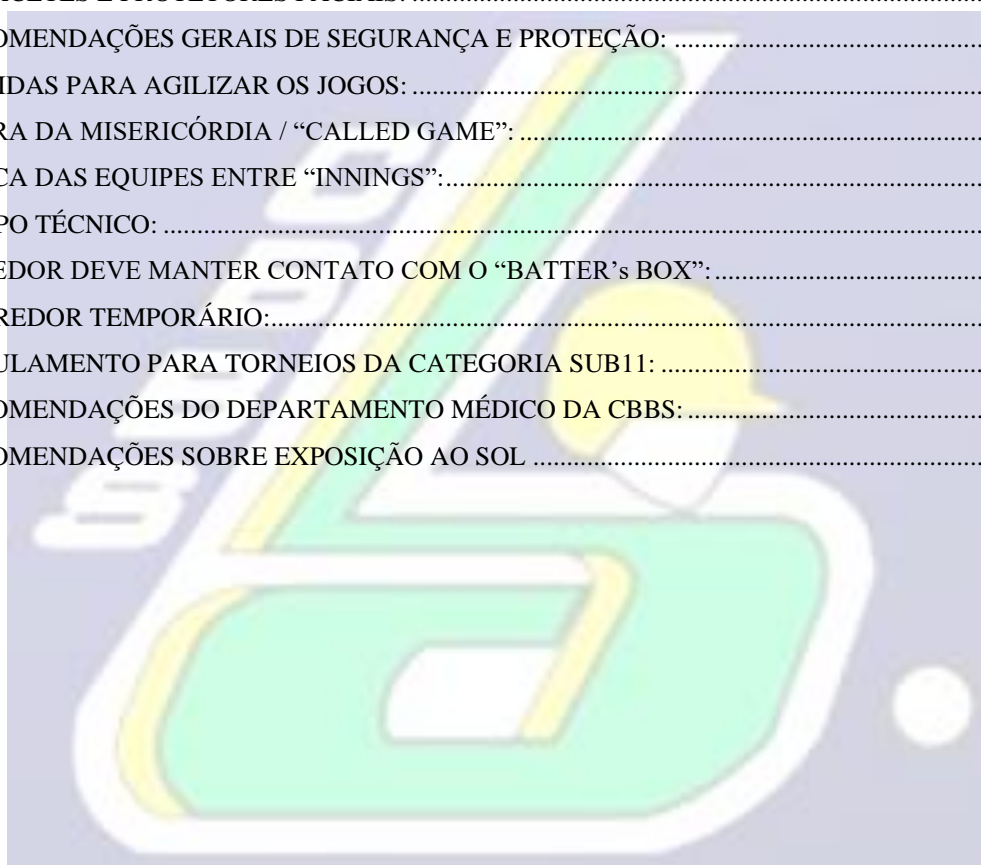 OMENDAÇÕES GERAIS DE SEGURANÇA E PROTEÇÃO: ..........................................................
IDAS PARA AGILIZAR OS JOGOS: ..........................................................................................................
RA DA MISERICÓRDIA / “CALLED GAME”: ....................................................................................
CA DAS EQUIPES ENTRE “INNINGS”:..................................................................................................
PO TÉCNICO: ..............................................................................................................................................
EDOR DEVE MANTER CONTATO COM O “BATTER’s BOX”:..................................................
REDOR TEMPORÁRIO:..............................................................................................................................
ULAMENTO PARA TORNEIOS DA CATEGORIA SUB11: ............................................................
OMENDAÇÕES DO DEPARTAMENTO MÉDICO DA CBBS: .......................................................
OMENDAÇÕES SOBRE EXPOSIÇÃO AO SOL ..................................................................................